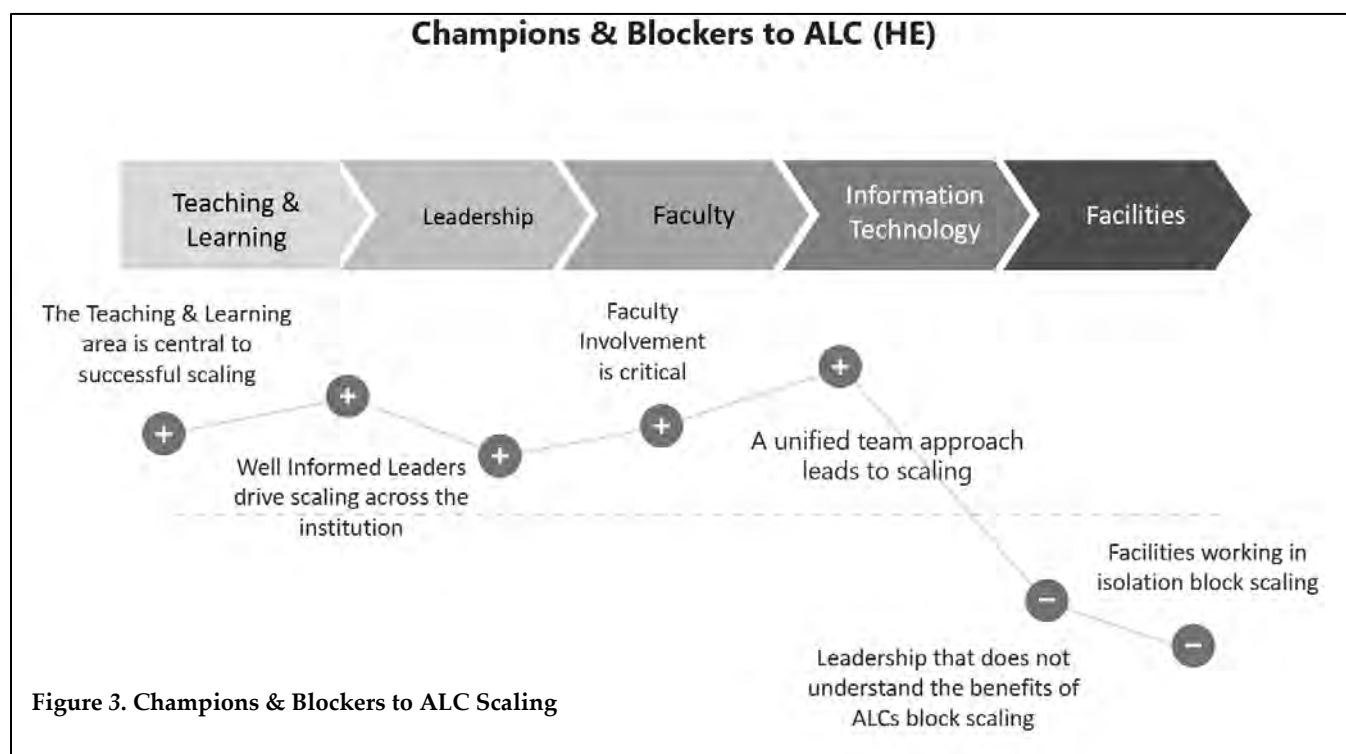 Champions & Blockers to ALC (HE)
Teaching &
Learning
Leadership
Faculty
Information
Technology
Facilities
The Teaching & Learning
area is central to
successful scaling
Well Informed Leaders
drive scaling across the
institution
Faculty
Involvement
is critical
A unified team approach
leads to scaling
Leadership that does not
understand the benefits of
ALCs block scaling
Facilities working in
isolation block scaling
Figure 3. Champions & Blockers to ALC Scaling